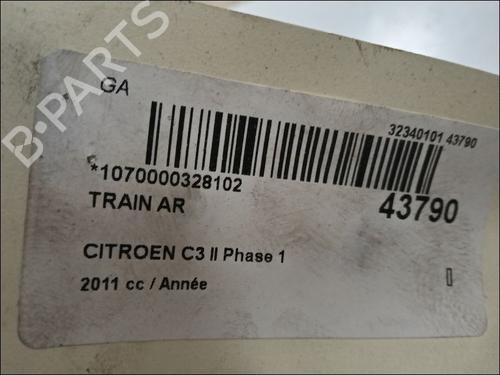 B-PARTS
GA
32340101 43790
*1070000328102
TRAIN AR
43790
CITROEN C3 II Phase 1
2011 cc / Année